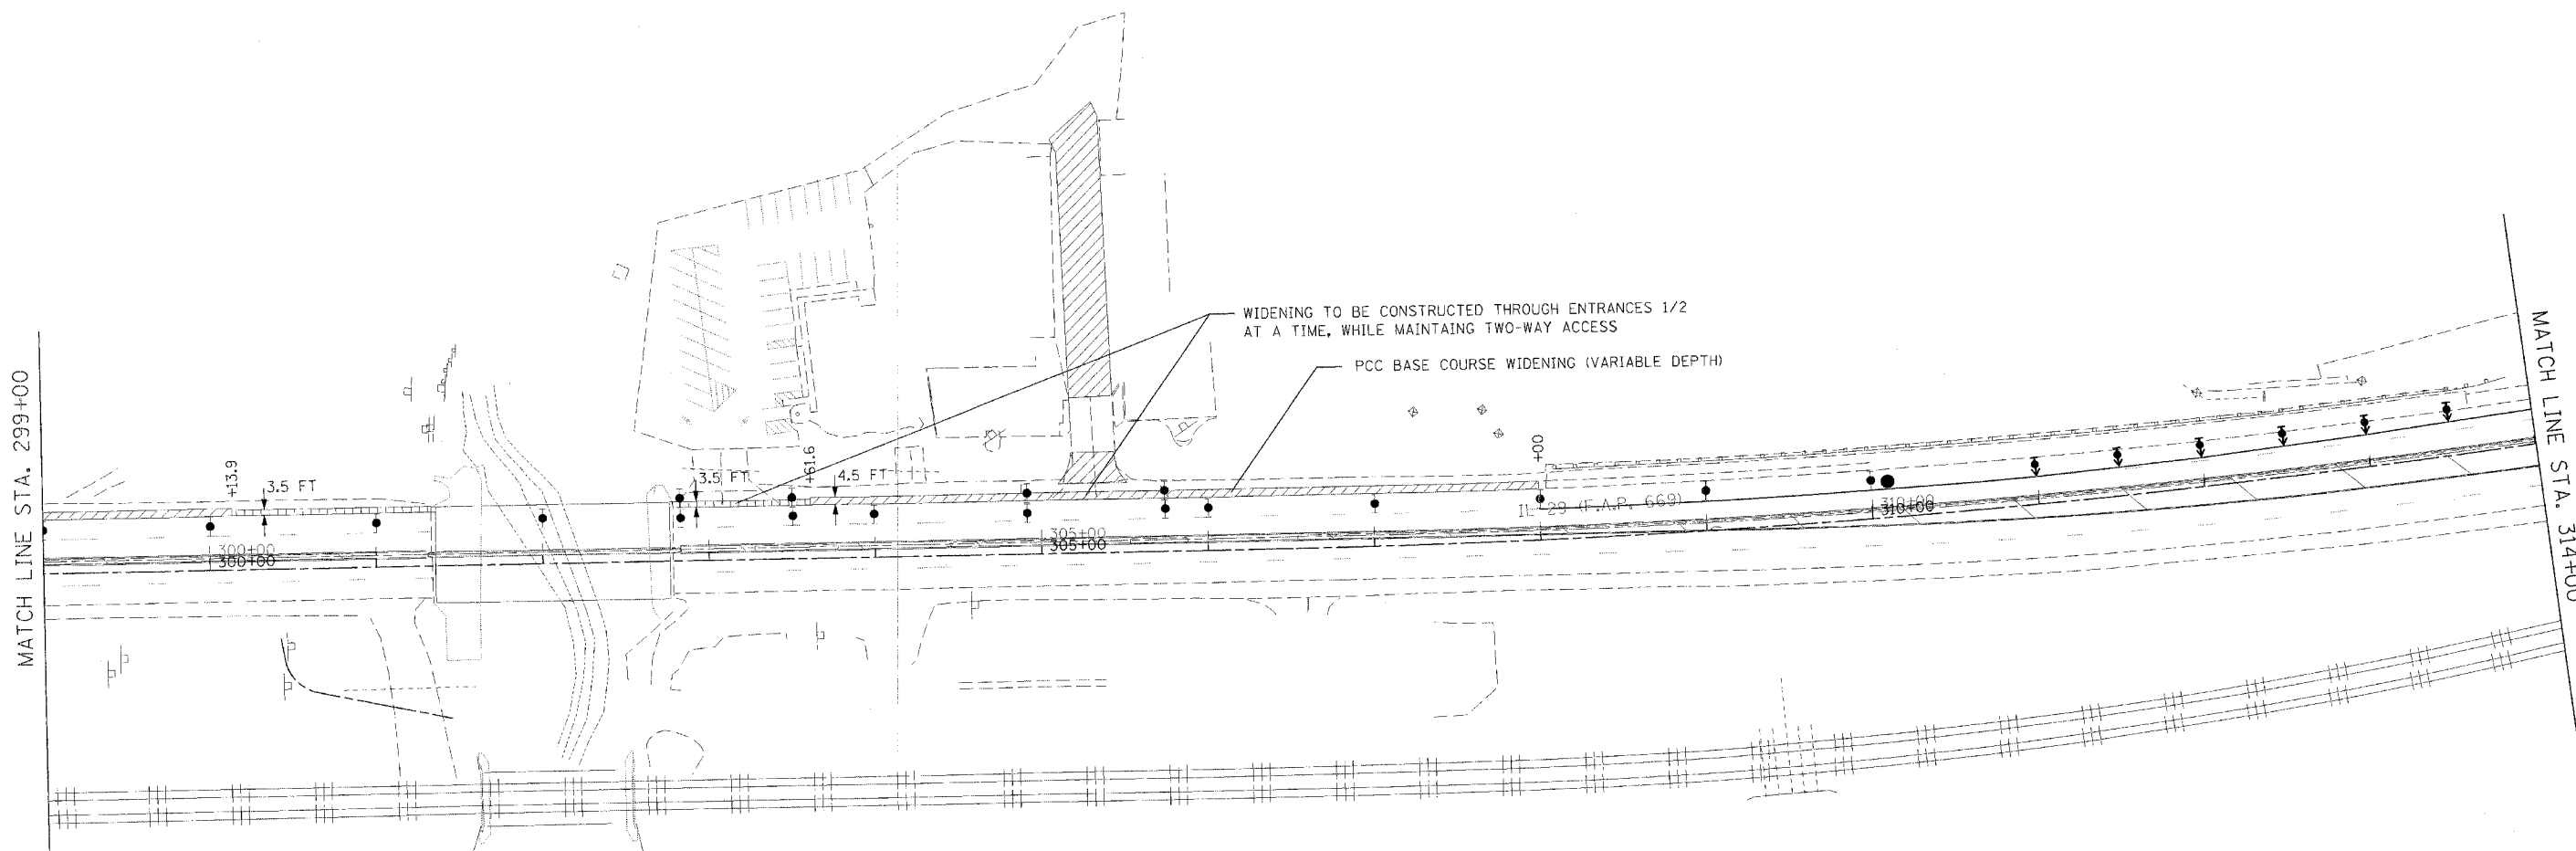 MATCH LINE STA. 299+00
+13.9
3.5 FT
300+00
300+00
3.5 FT
+61.6
4.5 FT
305+00
305+00
WIDENING TO BE CONSTRUCTED THROUGH ENTRANCES 1/2
AT A TIME, WHILE MAINTAING TWO-WAY ACCESS
PCC BASE COURSE WIDENING (VARIABLE DEPTH)
+00
IL 29 (F.A.P. 669)
310+00
MATCH LINE STA. 314+00